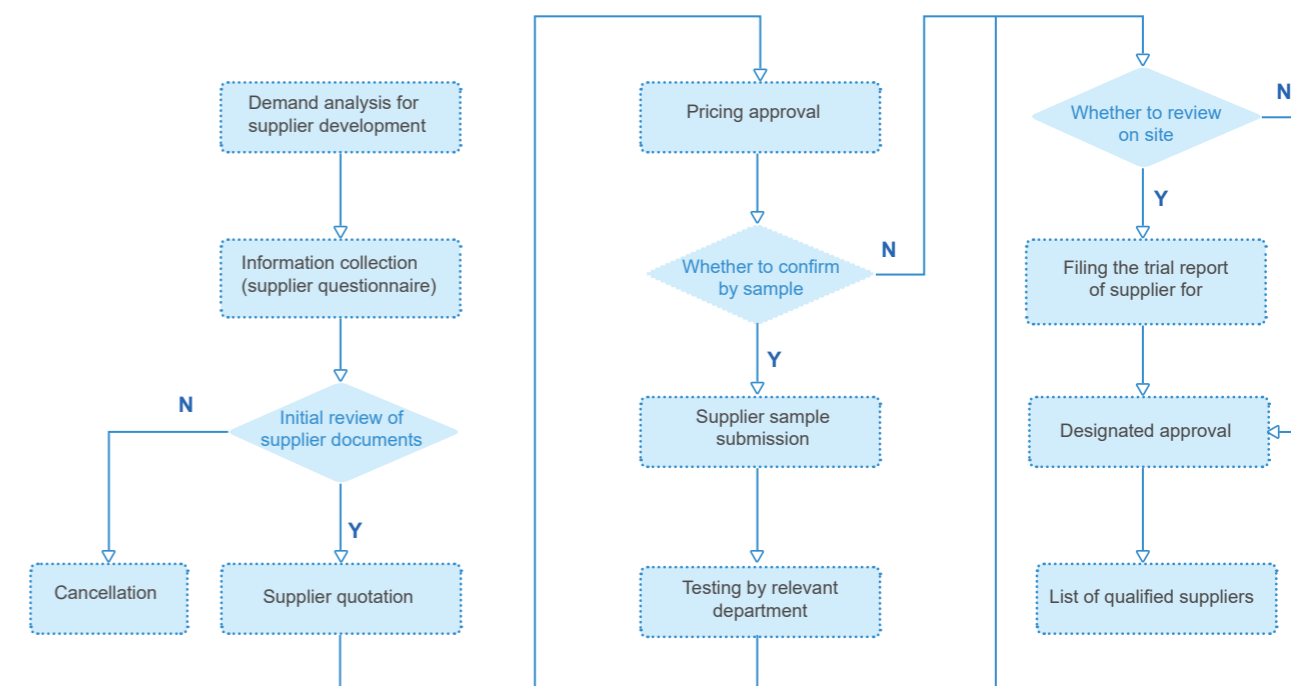 Demand analysis for
supplier development
Information collection
(supplier questionnaire)
Initial review of
supplier documents
N
Y
Cancellation
Supplier quotation
Pricing approval
Whether to confirm
by sample
N
Y
Supplier sample
submission
Testing by relevant
department
Whether to review
on site
N
Y
Filing the trial report
of supplier for
Designated approval
List of qualified suppliers